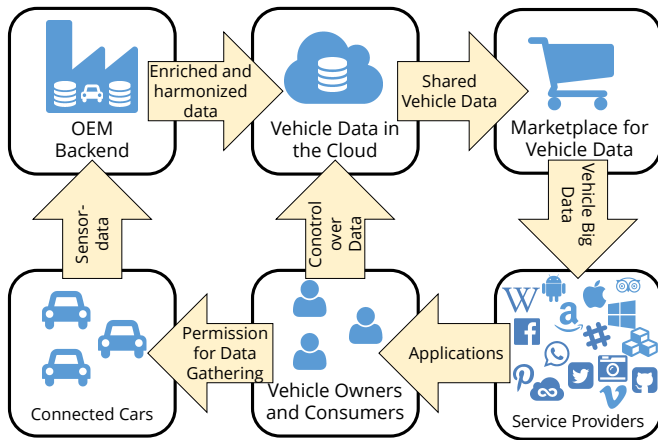 OEM
Backend
Enriched and
harmonized
data
Vehicle Data in
the Cloud
Shared
Vehicle Data
Marketplace for
Vehicle Data
Sensor-
data
Conotrol
over
Data
Vehicle Big
Data
Connected Cars
Permission
for Data
Gathering
Vehicle Owners
and Consumers
Applications
W
a
f
Service Providers